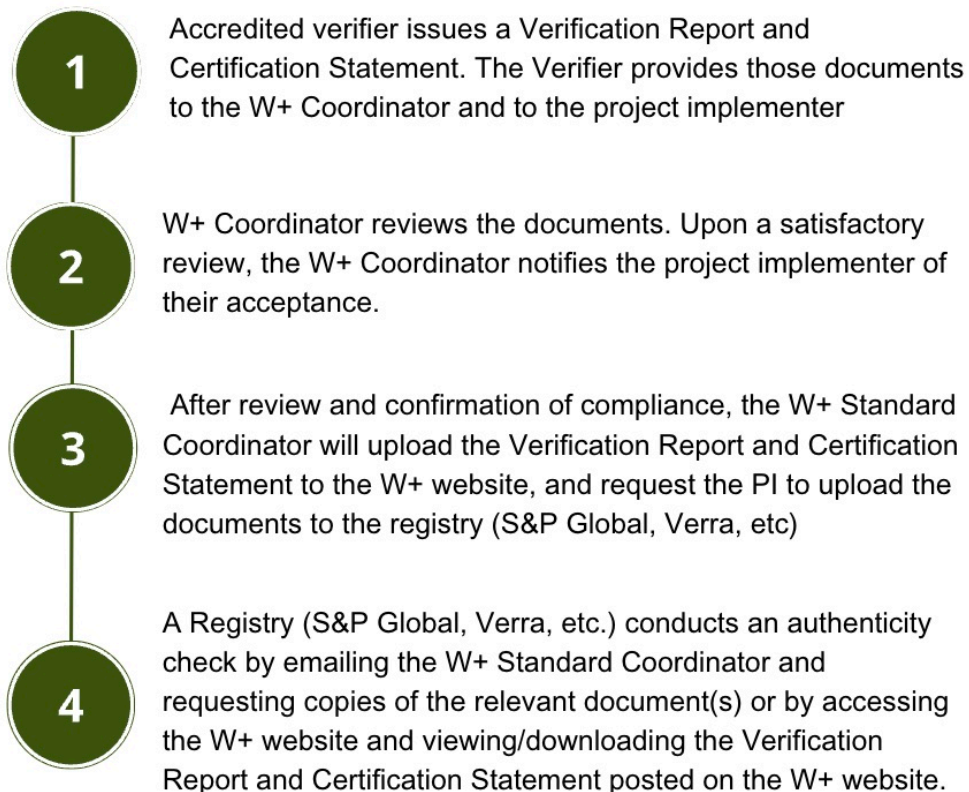 1
Accredited verifier issues a Verification Report and
Certification Statement. The Verifier provides those documents
to the W+ Coordinator and to the project implementer
2
W+ Coordinator reviews the documents. Upon a satisfactory
review, the W+ Coordinator notifies the project implementer of
their acceptance.
3
After review and confirmation of compliance, the W+ Standard
Coordinator will upload the Verification Report and Certification
Statement to the W+ website, and request the PI to upload the
documents to the registry (S&P Global, Verra, etc)
4
A Registry (S&P Global, Verra, etc.) conducts an authenticity
check by emailing the W+ Standard Coordinator and
requesting copies of the relevant document(s) or by accessing
the W+ website and viewing/downloading the Verification
Report and Certification Statement posted on the W+ website.